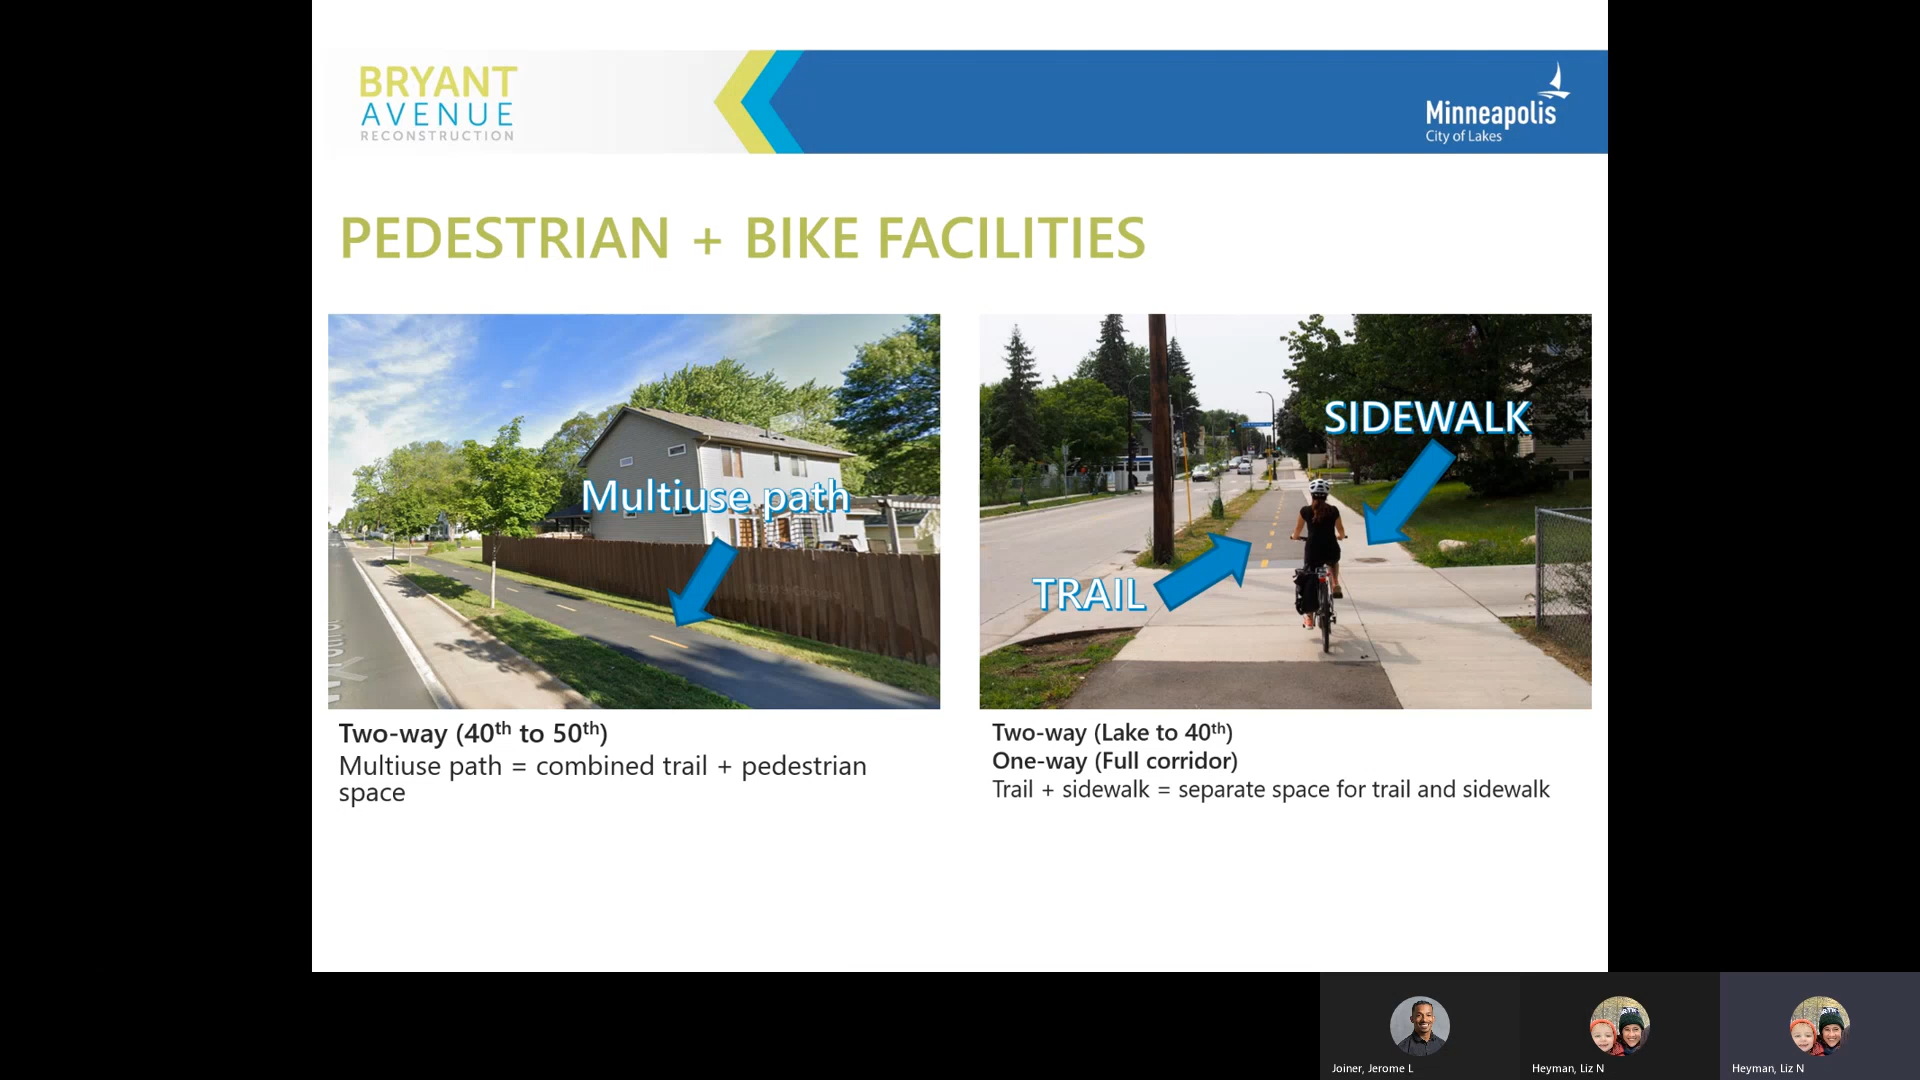 BRYANT
AVENUE
RECONSTRUCTION
Minneapolis
City of Lakes
PEDESTRIAN + BIKE FACILITIES
Multiuse path
SIDEWALK
TRAIL
Two-way (40th to 50th)
Multiuse path = combined trail + pedestrian
space
Two-way (Lake to 40th)
One-way (Full corridor)
Trail + sidewalk = separate space for trail and sidewalk
Joiner, Jerome L
Heyman, Liz N
Heyman, Liz N